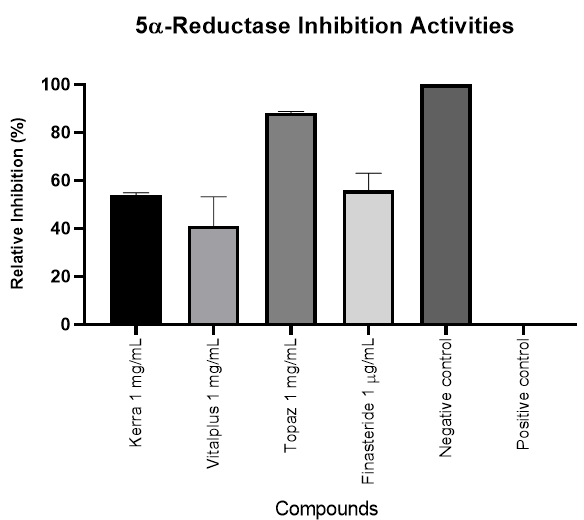 5α-Reductase Inhibition Activities
Relative Inhibition (%)
100
80
60
40
20
0
Kerra 1 mg/mL
Vitalplus 1 mg/mL
Topaz 1 mg/mL
Finasteride 1 μg/mL
Negative control
Positive control
Compounds